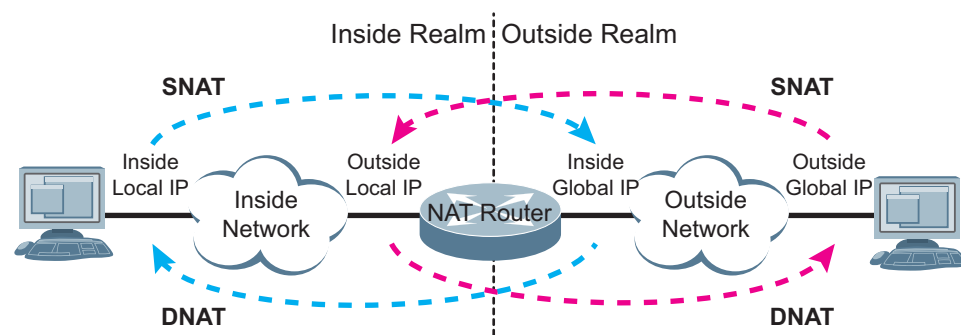 Inside Realm
Outside Realm
SNAT
SNAT
Inside
Local IP
Outside
Local IP
Inside
Global IP
Outside
Global IP
Inside
Network
NAT Router
Outside
Network
DNAT
DNAT